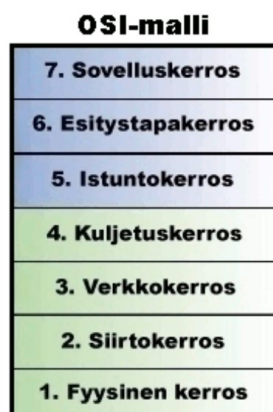 OSI-malli
7. Sovelluskerros
6. Esitystapakerros
5. Istuntokerros
4. Kuljetuskerros
3. Verkkokerros
2. Siirtokerros
1. Fyysinen kerros